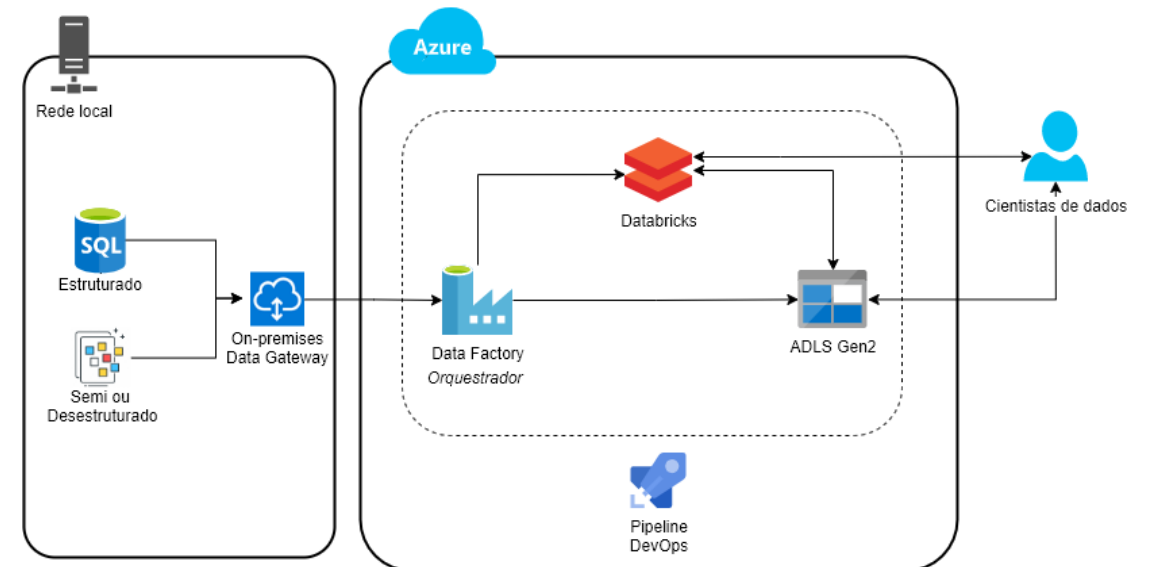 Azure
Rede local
SQL
Estruturado
On-premises
Data Gateway
Semi ou
Desestruturado
Databricks
Data Factory
Orquestrador
ADLS Gen2
Cientistas de dados
Pipeline
DevOps